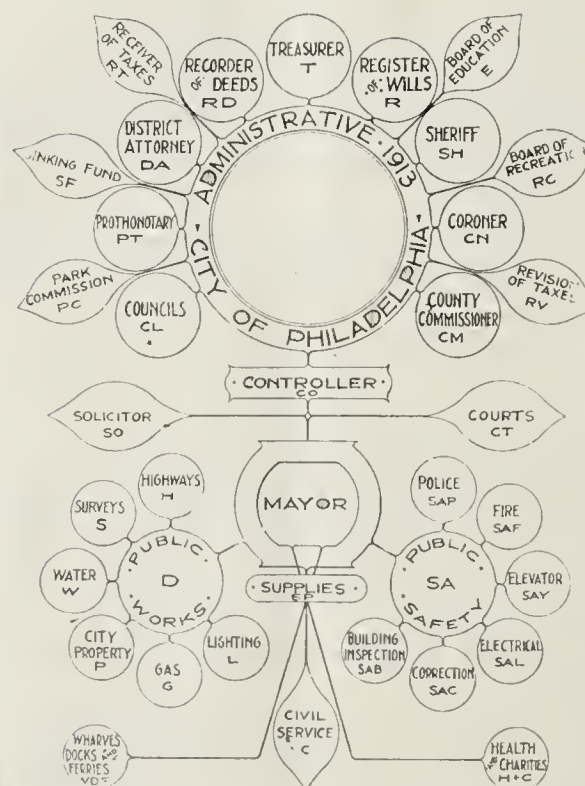 RECEIVER
OF TAXES
RT
RECORDER
OF DEEDS
RD
TREASURER
T
REGISTER
OF WILLS
R
BOARD OF
EDUCATION
E
DISTRICT
ATTORNEY
DA
SHERIFF
SH
SINKING FUND
SF
BOARD OF
RECREATION
RC
PROTHONOTARY
PT
CORONER
CN
PARK
COMMISSION
PC
REVISION
OF TAXES
RV
COUNCILS
CL
COUNTY
COMMISSIONER
CM
ADMINISTRATIVE · 1913
· CITY OF PHILADELPHIA ·
· CONTROLLER ·
CO
SOLICITOR
SO
COURTS
CT
MAYOR
HIGHWAYS
H
SURVEYS
S
WATER
W
CITY
PROPERTY
P
GAS
G
LIGHTING
L
· PUBLIC ·
D
· WORKS ·
· SUPPLIES ·
POLICE
SAP
FIRE
SAF
ELEVATOR
SAY
ELECTRICAL
SAL
CORRECTION
SAC
BUILDING
INSPECTION
SAB
· PUBLIC ·
SA
· SAFETY ·
CIVIL
SERVICE
· C
WHARVES
DOCKS AND
FERRIES
HEALTH
AND CHARITIES
H+C